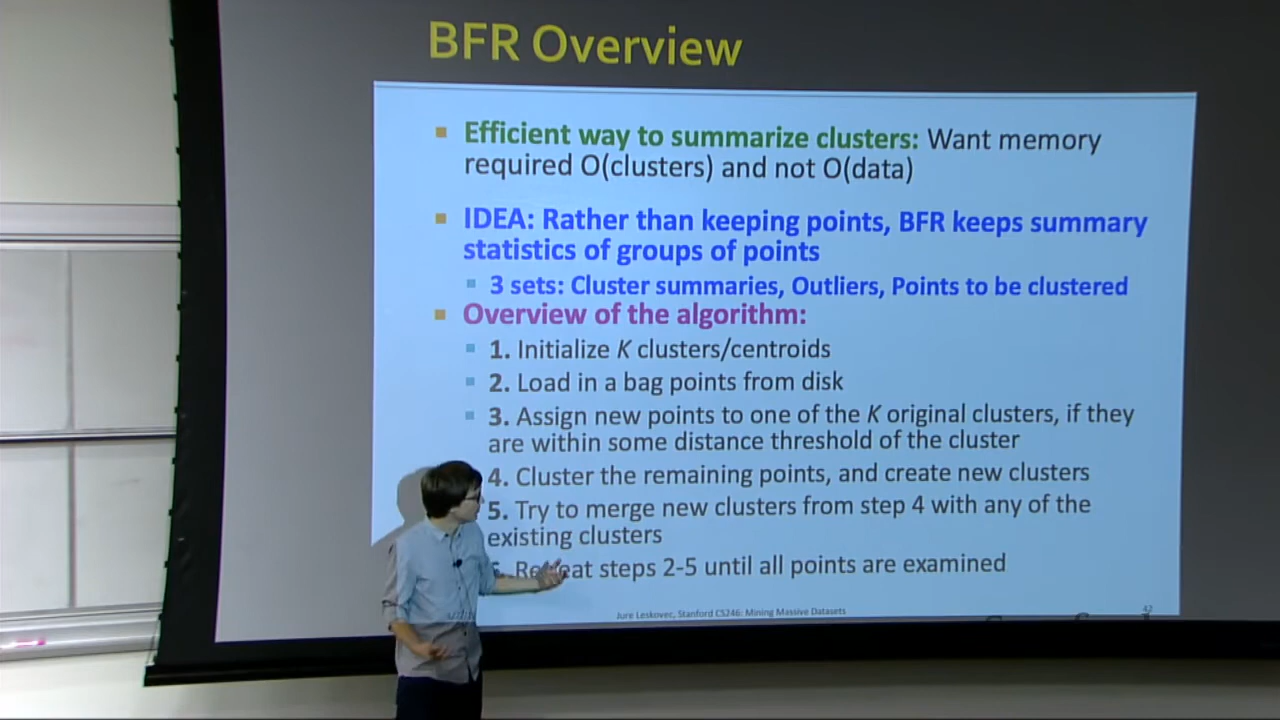 BFR Overview
Efficient way to summarize clusters: Want memory
required O(clusters) and not O(data)
IDEA: Rather than keeping points, BFR keeps summary
statistics of groups of points
3 sets: Cluster summaries, Outliers, Points to be clustered
Overview of the algorithm:
1. Initialize K clusters/centroids
2. Load in a bag points from disk
3. Assign new points to one of the K original clusters, if they
are within some distance threshold of the cluster
4. Cluster the remaining points, and create new clusters
5. Try to merge new clusters from step 4 with any of the
existing clusters
steps 2-5 until all points are examined
Jure Leskovec, Stanford CS246: Mining Massive Datasets
42